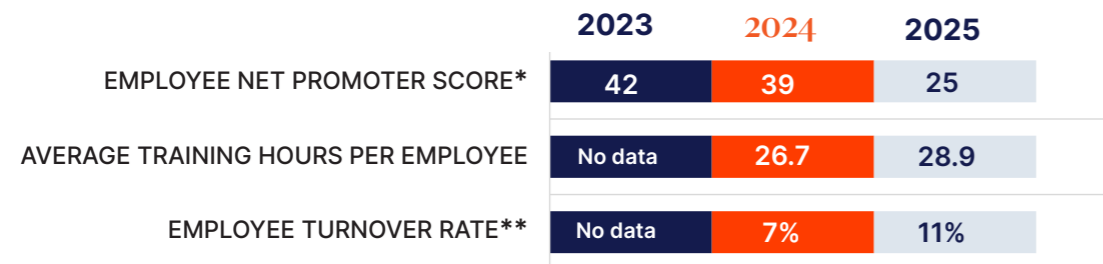 2023 2024 2025
EMPLOYEE NET PROMOTER SCORE* 42 39 25
AVERAGE TRAINING HOURS PER EMPLOYEE No data 26.7 28.9
EMPLOYEE TURNOVER RATE** No data 7% 11%